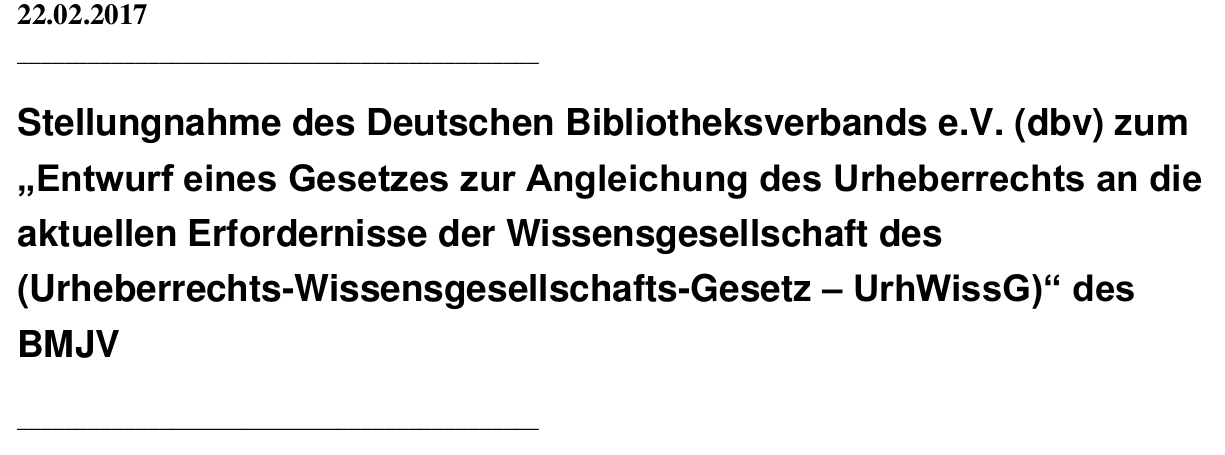 22.02.2017
Stellungnahme des Deutschen Bibliotheksverbands e.V. (dbv) zum
„Entwurf eines Gesetzes zur Angleichung des Urheberrechts an die
aktuellen Erfordernisse der Wissensgesellschaft des
(Urheberrechts-Wissensgesellschafts-Gesetz – UrhWissG)“ des
BMJV